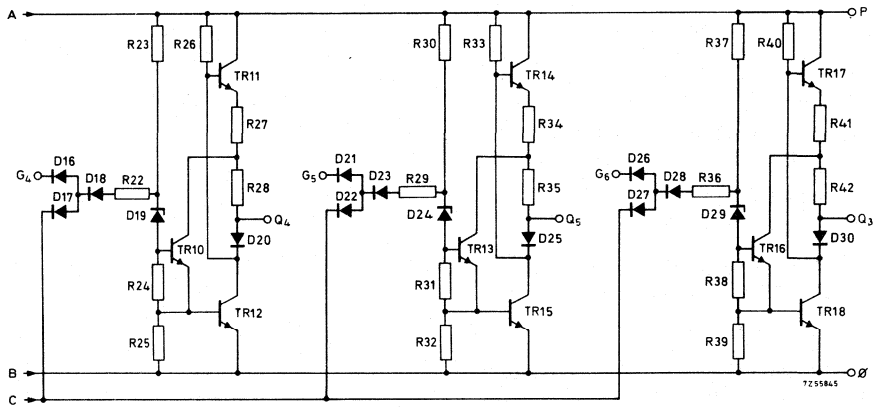 A
P
R23
R26
TR11
R27
D16
G4
D18
R22
R28
D17
Q4
D19
TR10
D20
R24
TR12
R25
R30
R33
TR14
R34
D21
G5
D23
R29
R35
D22
Q5
D24
TR13
D25
R31
TR15
R32
R37
R40
TR17
R41
D26
G6
D28
R36
R42
D27
Q3
D29
TR16
D30
R38
TR18
R39
B
Ø
7Z55845
C